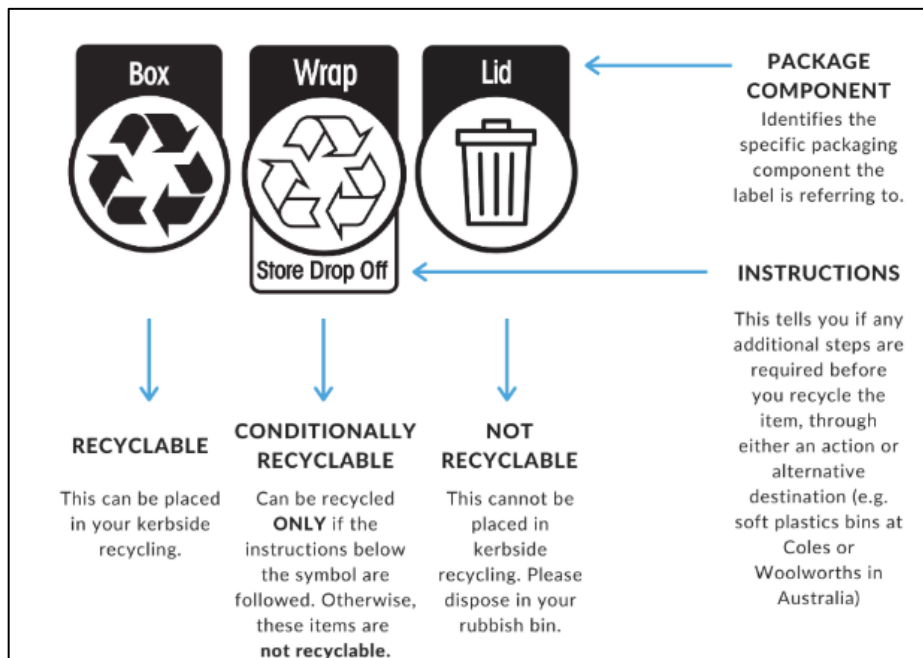 Box
Wrap
Lid
Store Drop Off
PACKAGE
COMPONENT
Identifies the
specific packaging
component the
label is referring to.
INSTRUCTIONS
This tells you if any
additional steps are
required before
you recycle the
item, through
either an action or
alternative
destination (e.g.
soft plastics bins at
Coles or
Woolworths in
Australia)
RECYCLABLE
This can be placed
in your kerbside
recycling.
CONDITIONALLY
RECYCLABLE
Can be recycled
ONLY if the
instructions below
the symbol are
followed. Otherwise,
these items are
not recyclable.
NOT
RECYCLABLE
This cannot be
placed in
kerbside
recycling. Please
dispose in your
rubbish bin.